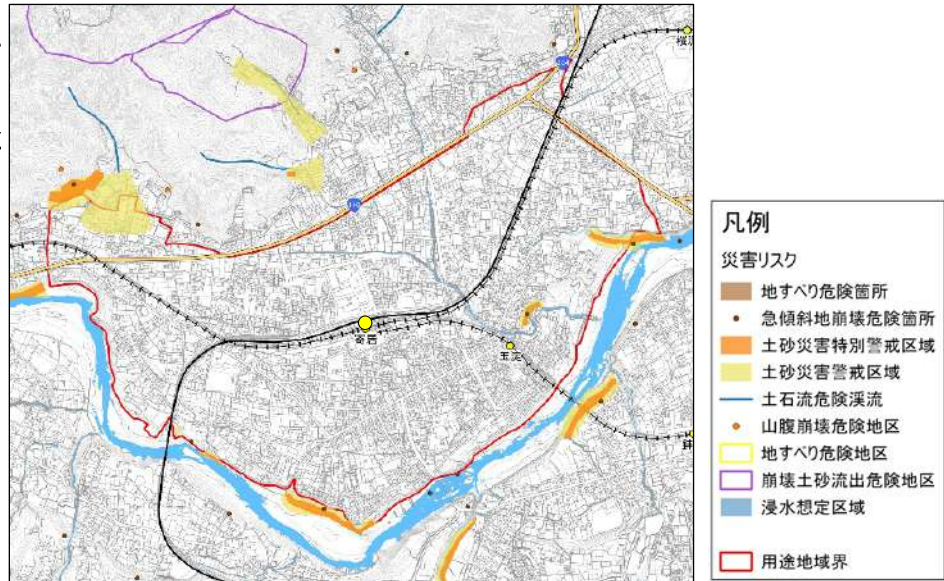 寄居
玉淀
凡例
災害リスク
地すべり危険箇所
急傾斜地崩壊危険箇所
土砂災害特別警戒区域
土砂災害警戒区域
土石流危険渓流
山腹崩壊危険地区
地すべり危険地区
崩壊土砂流出危険地区
浸水想定区域
用途地域界